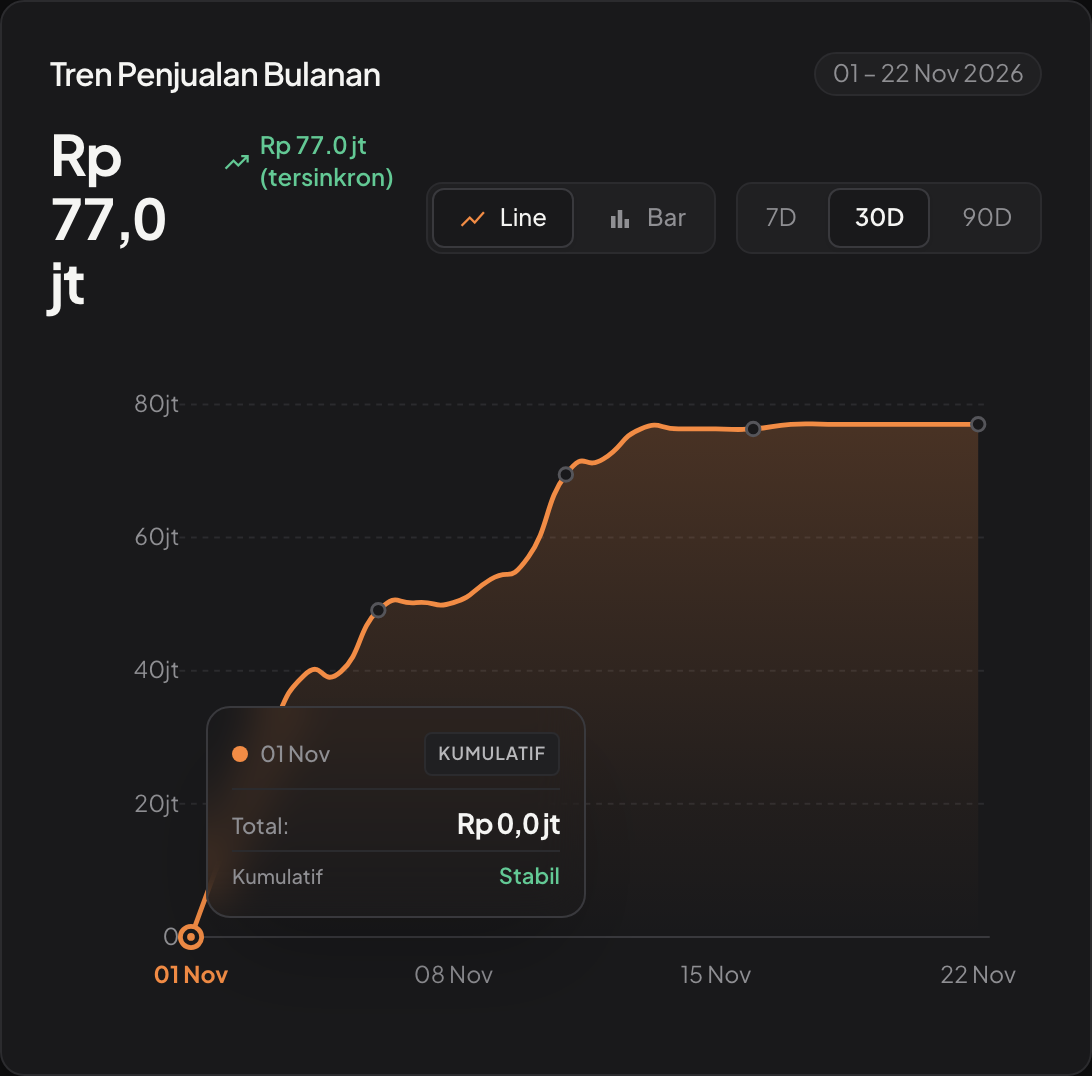 Tren Penjualan Bulanan
01 – 22 Nov 2026
Rp
77,0
jt
Rp 77.0 jt
(tersinkron)
Line
Bar
7D
30D
90D
80jt
60jt
40jt
20jt
0
01 Nov
KUMULATIF
Total:
Rp 0,0 jt
Kumulatif
Stabil
01 Nov
08 Nov
15 Nov
22 Nov